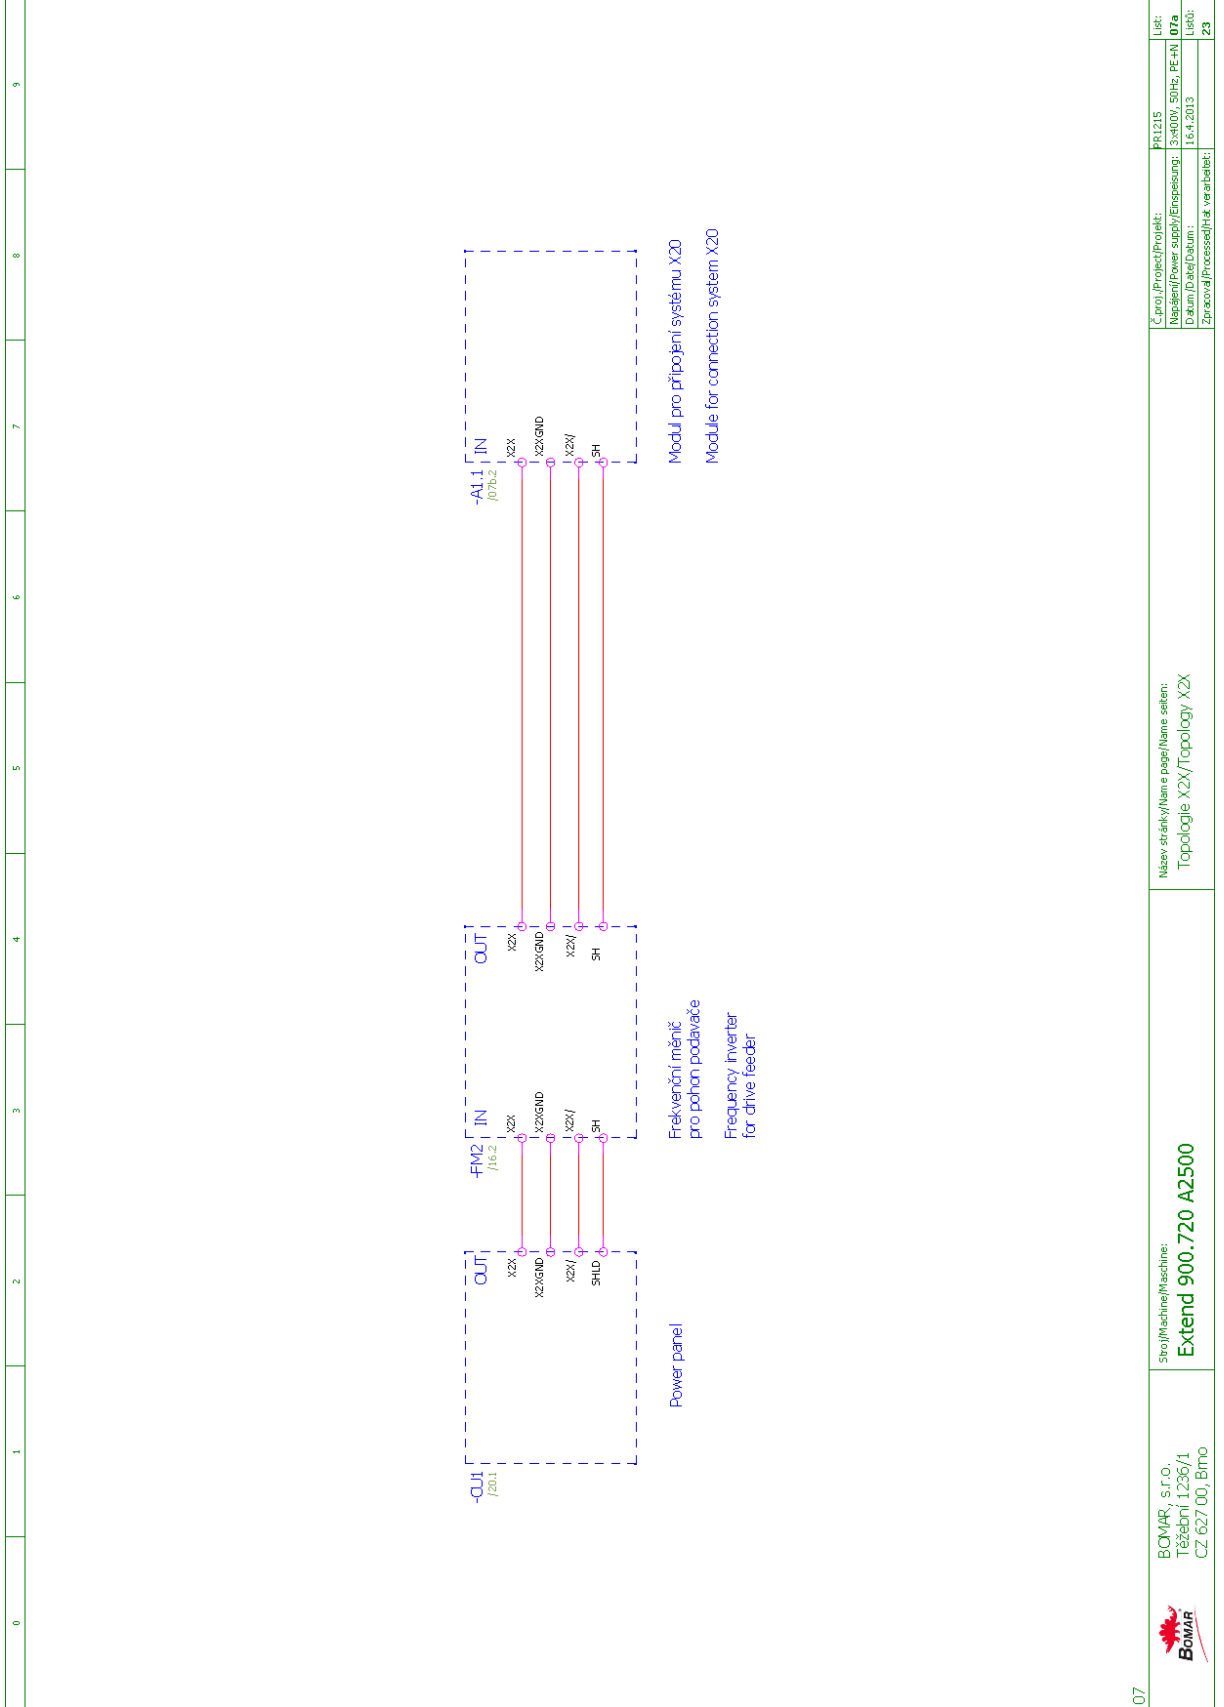 0
1
2
3
4
5
6
7
8
9
-CU1
/20.1
OUT
X2X
X2XGND
X2X/
SHLD
Power panel
-FM2
/16.2
IN
X2X
X2XGND
X2X/
SH
OUT
X2X
X2XGND
X2X/
SH
Frekvenční měnič
pro pohon podavače
Frequency inverter
for drive feeder
-A1.1
/07b.2
IN
X2X
X2XGND
X2X/
SH
Modul pro připojení systému X20
Module for connection system X20
07
BOMAR
BOMAR, s.r.o.
Těžební 1236/1
CZ 627 00, Brno
Stroj/Machine/Maschine:
Extend 900.720 A2500
Název stránky/Name page/Name seiten:
Topologie X2X/Topology X2X
Č.proj./Project/Projekt: PR1215
Napájení/Power supply/Einspeisung: 3x400V, 50Hz, PE+N
Datum/Date/Datum: 16.4.2013
Zpracoval/Processed/Hat verarbeitet:
List:
07a
Listů:
23